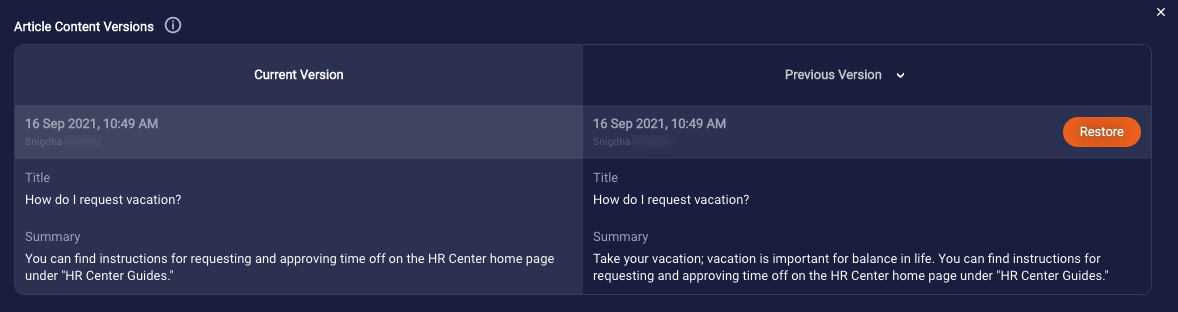 Article Content Versions
Current Version
Previous Version
16 Sep 2021, 10:49 AM
Snigdha
Title
How do I request vacation?
Summary
You can find instructions for requesting and approving time off on the HR Center home page
under "HR Center Guides."
16 Sep 2021, 10:49 AM
Snigdha
Restore
Title
How do I request vacation?
Summary
Take your vacation; vacation is important for balance in life. You can find instructions for
requesting and approving time off on the HR Center home page under "HR Center Guides."